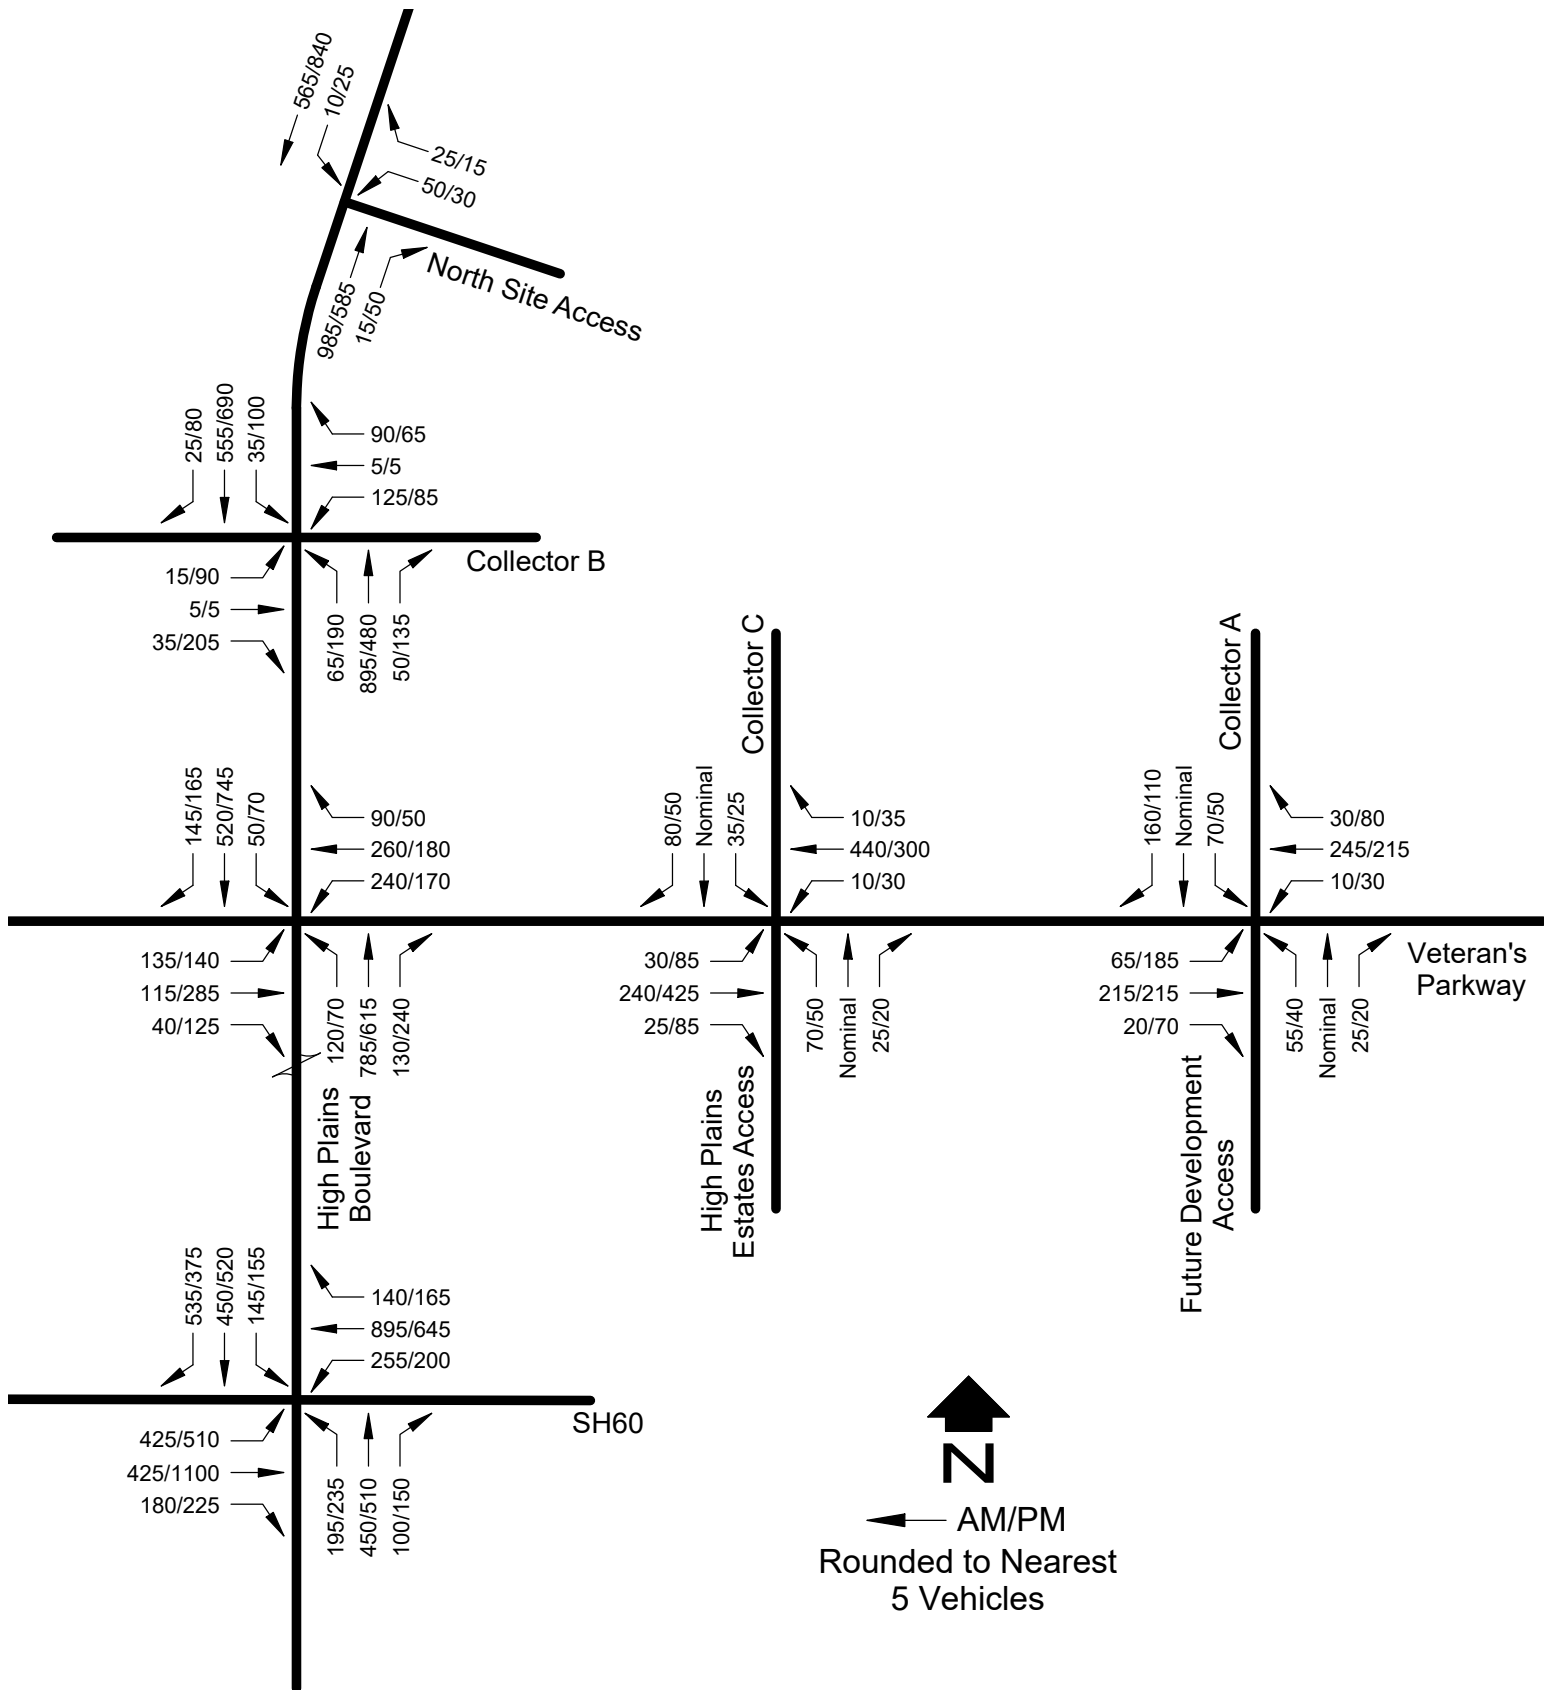 565/840
10/25
25/15
50/30
985/585
15/50
North Site Access
25/80
555/690
35/100
90/65
5/5
125/85
Collector B
15/90
5/5
35/205
65/190
895/480
50/135
145/165
520/745
50/70
90/50
260/180
240/170
135/140
115/285
40/125
120/70
785/615
130/240
High Plains
Boulevard
Collector C
80/50
Nominal
35/25
10/35
440/300
10/30
30/85
240/425
25/85
70/50
Nominal
25/20
High Plains
Estates Access
Collector A
160/110
Nominal
70/50
30/80
245/215
10/30
65/185
215/215
20/70
55/40
Nominal
25/20
Veteran's
Parkway
Future Development
Access
535/375
450/520
145/155
140/165
895/645
255/200
SH60
425/510
425/1100
180/225
195/235
450/510
100/150
N
AM/PM
Rounded to Nearest
5 Vehicles